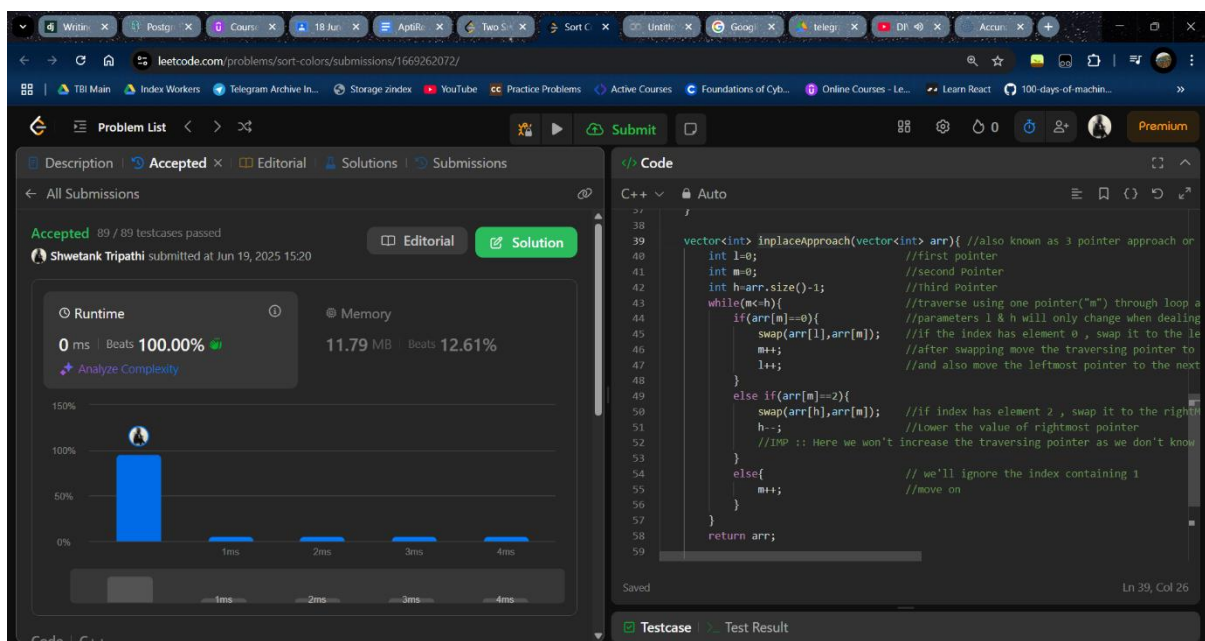 Writin
Postgr
Course
18 Jun
AptiRe
Two S
Sort C
Untitl
Googl
telegr
DI
Accura
leetcode.com/problems/sort-colors/submissions/1669262072/
TBI Main
Index Workers
Telegram Archive In...
Storage zindex
YouTube
Practice Problems
Active Courses
Foundations of Cyb...
Online Courses - Le...
Learn React
100-days-of-machin...
Problem List
Submit
0
Premium
Description
Accepted
Editorial
Solutions
Submissions
All Submissions
Accepted 89 / 89 testcases passed
Shwetank Tripathi submitted at Jun 19, 2025 15:20
Editorial
Solution
Runtime
0 ms Beats 100.00%
Analyze Complexity
Memory
11.79 MB Beats 12.61%
150%
100%
50%
0%
1ms 2ms 3ms 4ms
1ms 2ms 3ms 4ms
Code C++
</> Code
C++ Auto
37 }
38
39 vector<int> inplaceApproach(vector<int> arr){ //also known as 3 pointer approach or
40 int l=0; //first pointer
41 int m=0; //second Pointer
42 int h=arr.size()-1; //Third Pointer
43 while(m<=h){ //traverse using one pointer("m") through loop a
44 if(arr[m]==0){ //parameters l & h will only change when dealing
45 swap(arr[l],arr[m]); //if the index has element 0 , swap it to the le
46 m++; //after swapping move the traversing pointer to
47 l++; //and also move the leftmost pointer to the next
48 }
49 else if(arr[m]==2){
50 swap(arr[h],arr[m]); //if index has element 2 , swap it to the rightM
51 h--; //Lower the value of rightmost pointer
52 //IMP :: Here we won't increase the traversing pointer as we don't know
53 }
54 else{ // we'll ignore the index containing 1
55 m++; //move on
56 }
57 }
58 return arr;
59
Saved
Ln 39, Col 26
Testcase
Test Result